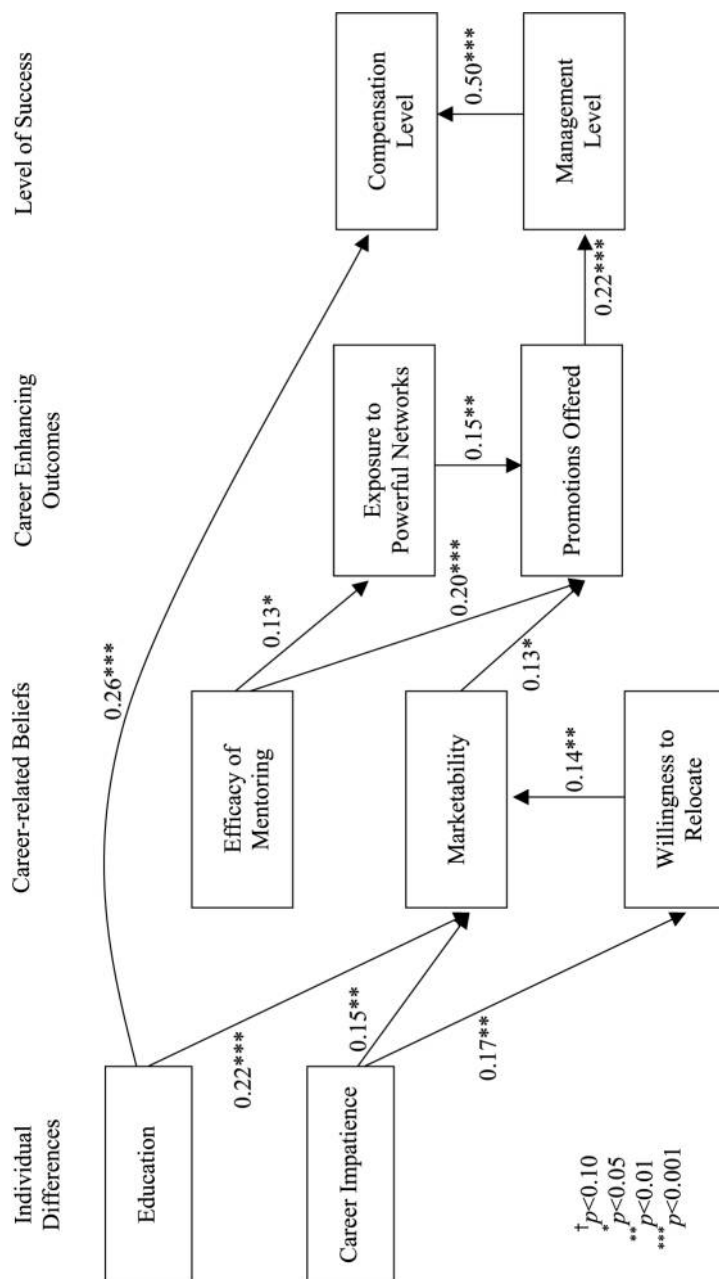 Individual
Differences
Career-related Beliefs
Career Enhancing
Outcomes
Level of Success
Education
Career Impatience
Efficacy of
Mentoring
Marketability
Willingness to
Relocate
Exposure to
Powerful Networks
Promotions Offered
Compensation
Level
Management
Level
0.26***
0.22***
0.15**
0.17**
0.14**
0.13*
0.20***
0.13*
0.15**
0.22***
0.50***
†p<0.10
*p<0.05
**p<0.01
***p<0.001